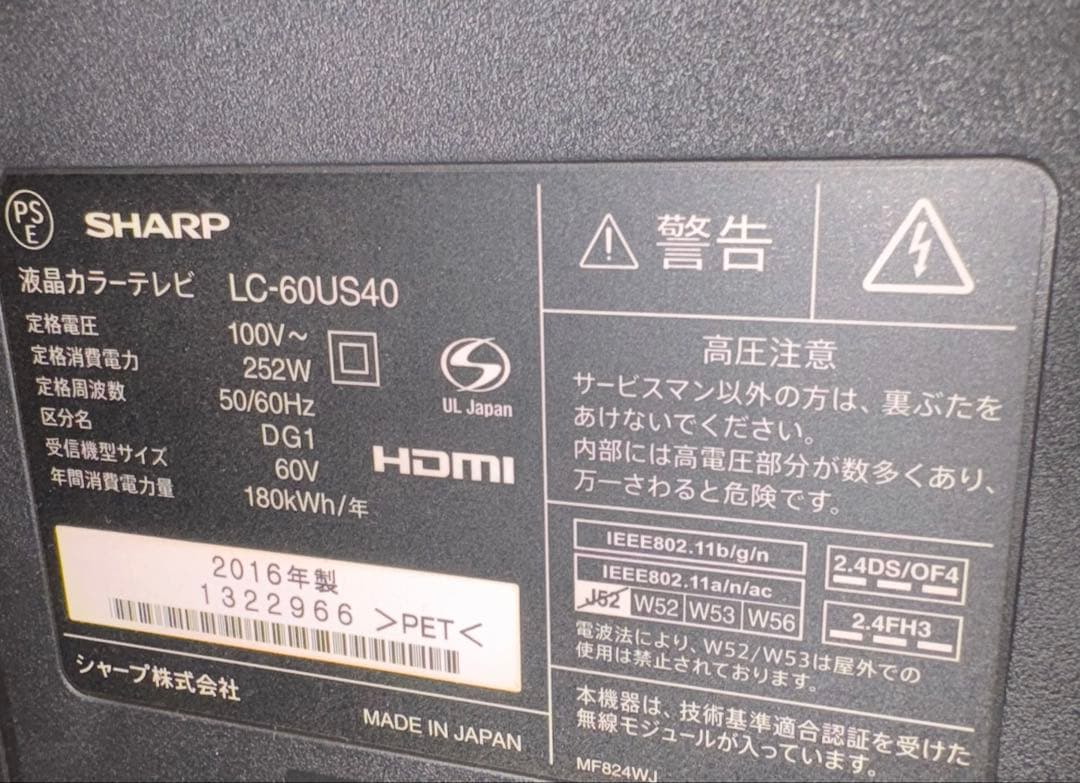 PS
E
SHARP
液晶カラーテレビ LC-60US40
定格電圧 100V～
定格消費電力 252W
定格周波数 50/60Hz
区分名 DG1
受信機型サイズ 60V
年間消費電力量 180kWh/年
UL Japan
HDMI
2016年製
1322966 >PET<
シャープ株式会社
MADE IN JAPAN
警告
高圧注意
サービスマン以外の方は、裏ぶたを
あけないでください。
内部には高電圧部分が数多くあり、
万一さわると危険です。
IEEE802.11b/g/n
IEEE802.11a/n/ac
J52 W52 W53 W56
2.4DS/OF4
2.4FH3
電波法により、W52/W53は屋外での
使用は禁止されております。
本機器は、技術基準適合認証を受けた
無線モジュールが入っています。
MF824WJ